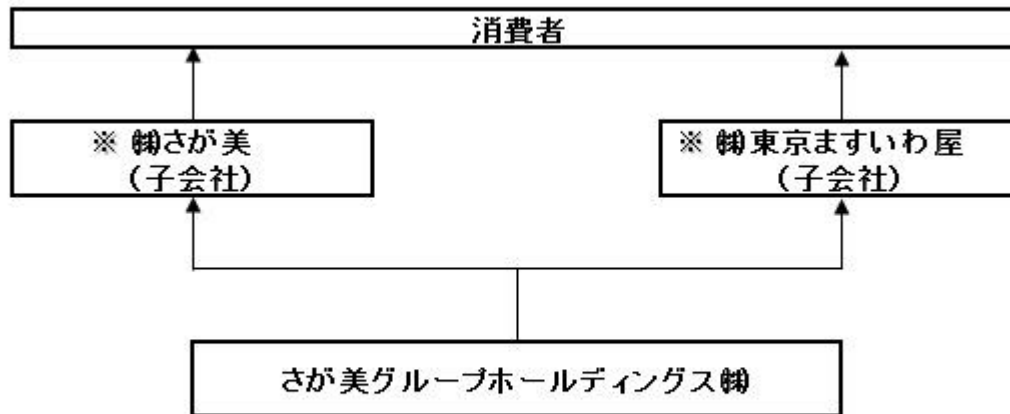 消費者
※ ㈱さが美
(子会社)
※ ㈱東京ますいわ屋
(子会社)
さが美グループホールディングス㈱